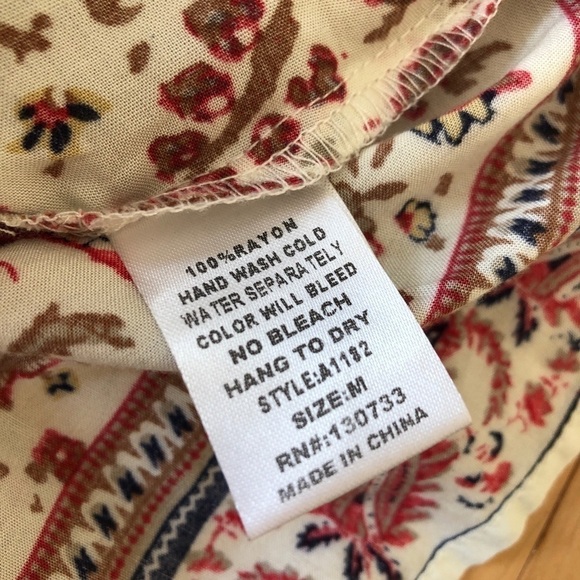 100%RAYON
HAND WASH COLD
WATER SEPARATELY
COLOR WILL BLEED
NO BLEACH
HANG TO DRY
STYLE:A1182
SIZE:M
RN#:130733
MADE IN CHINA